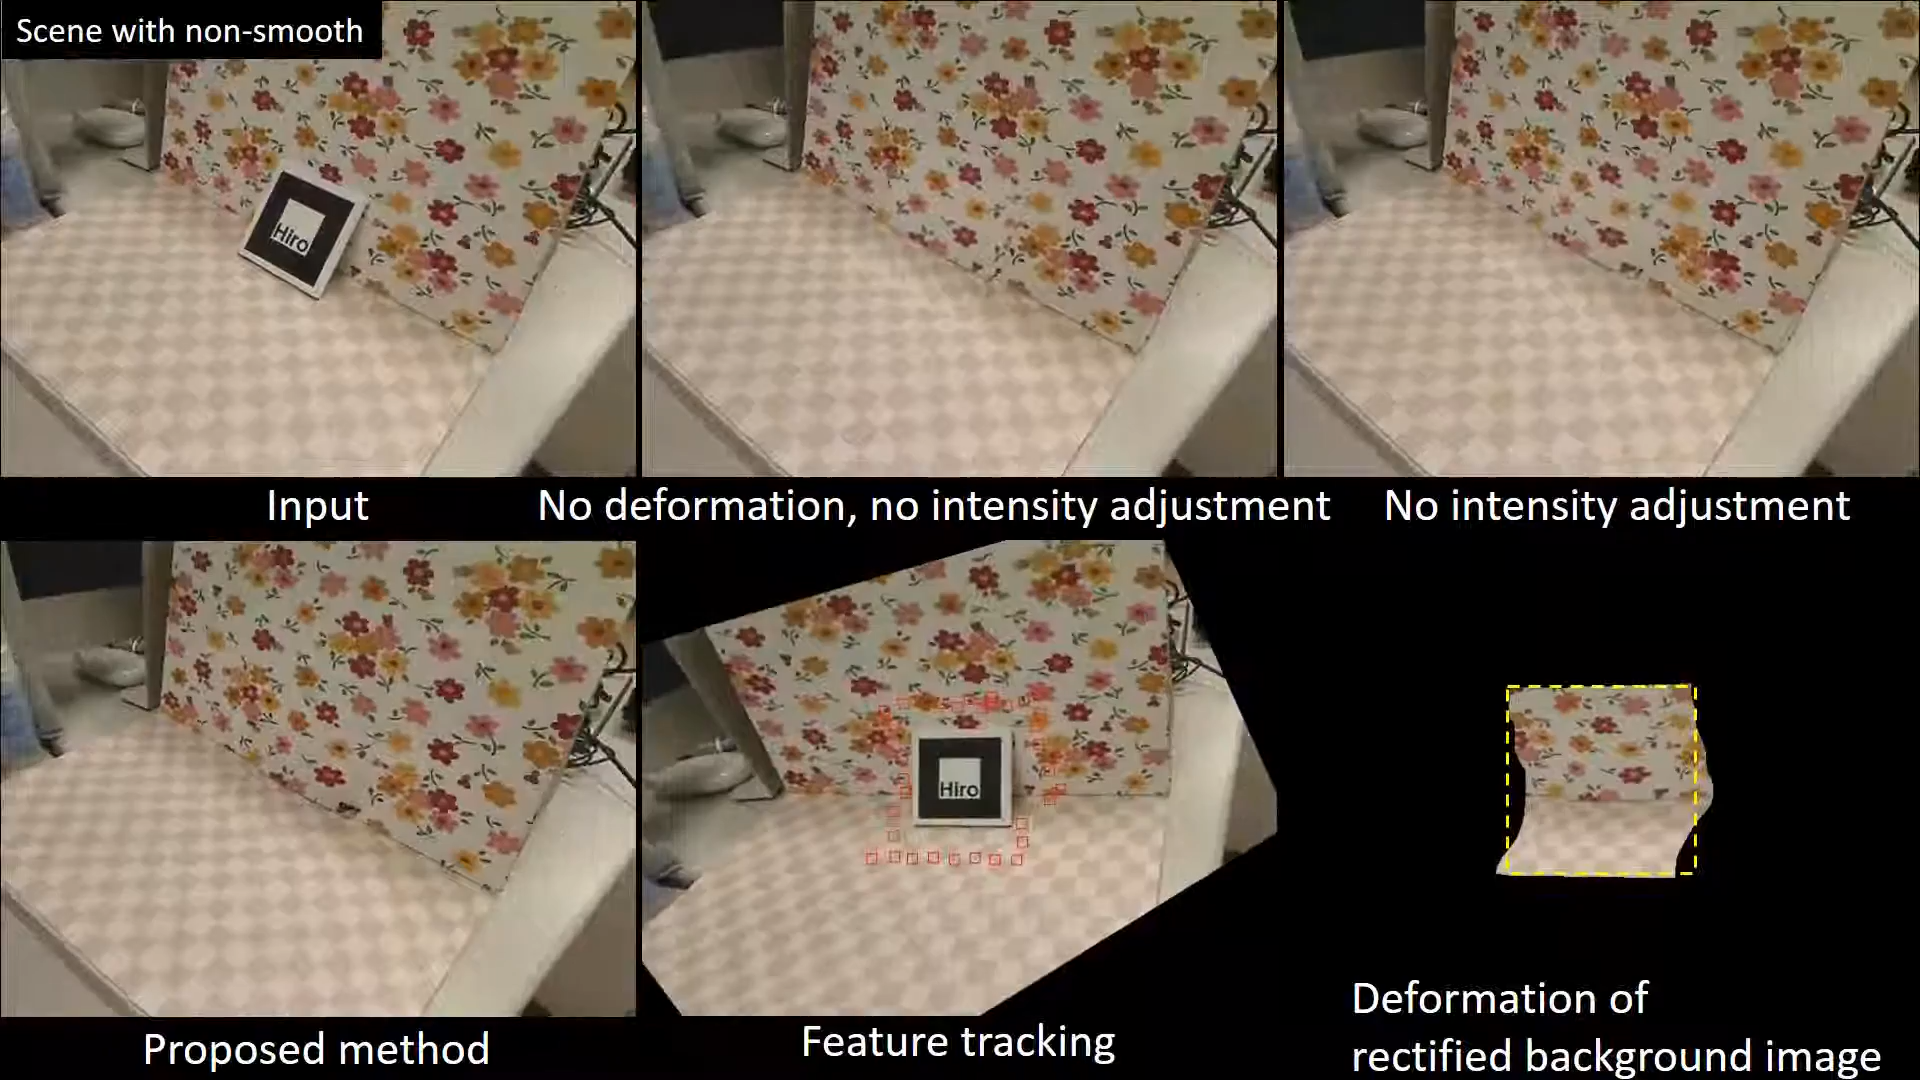 Scene with non-smooth
Hiro
Input
No deformation, no intensity adjustment
No intensity adjustment
Hiro
Proposed method
Feature tracking
Deformation of
rectified background image